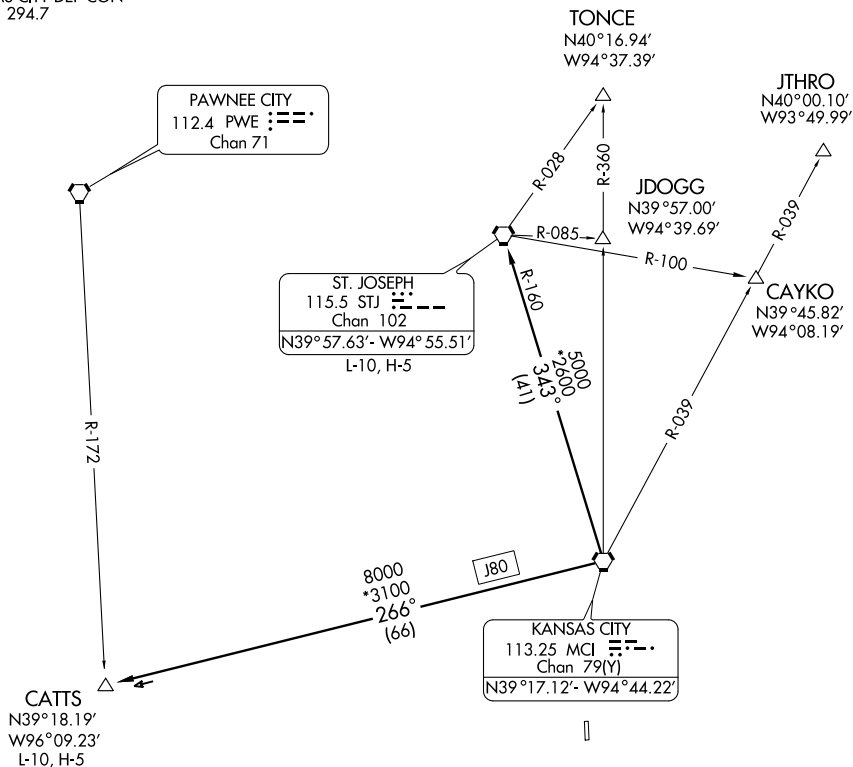 294.7
TONCE
N40°16.94'
W94°37.39'
JTHRO
N40°00.10'
W93°49.99'
PAWNEE CITY
112.4 PWE
Chan 71
R-028
R-360
R-039
JDOGG
N39°57.00'
W94°39.69'
R-085
R-100
ST. JOSEPH
115.5 STJ
Chan 102
N39°57.63'- W94°55.51'
L-10, H-5
R-160
CAYKO
N39°45.82'
W94°08.19'
5000
*2600
343°
(41)
R-172
R-039
8000
*3100
266°
(66)
J80
KANSAS CITY
113.25 MCI
Chan 79(Y)
N39°17.12'- W94°44.22'
CATTS
N39°18.19'
W96°09.23'
L-10, H-5